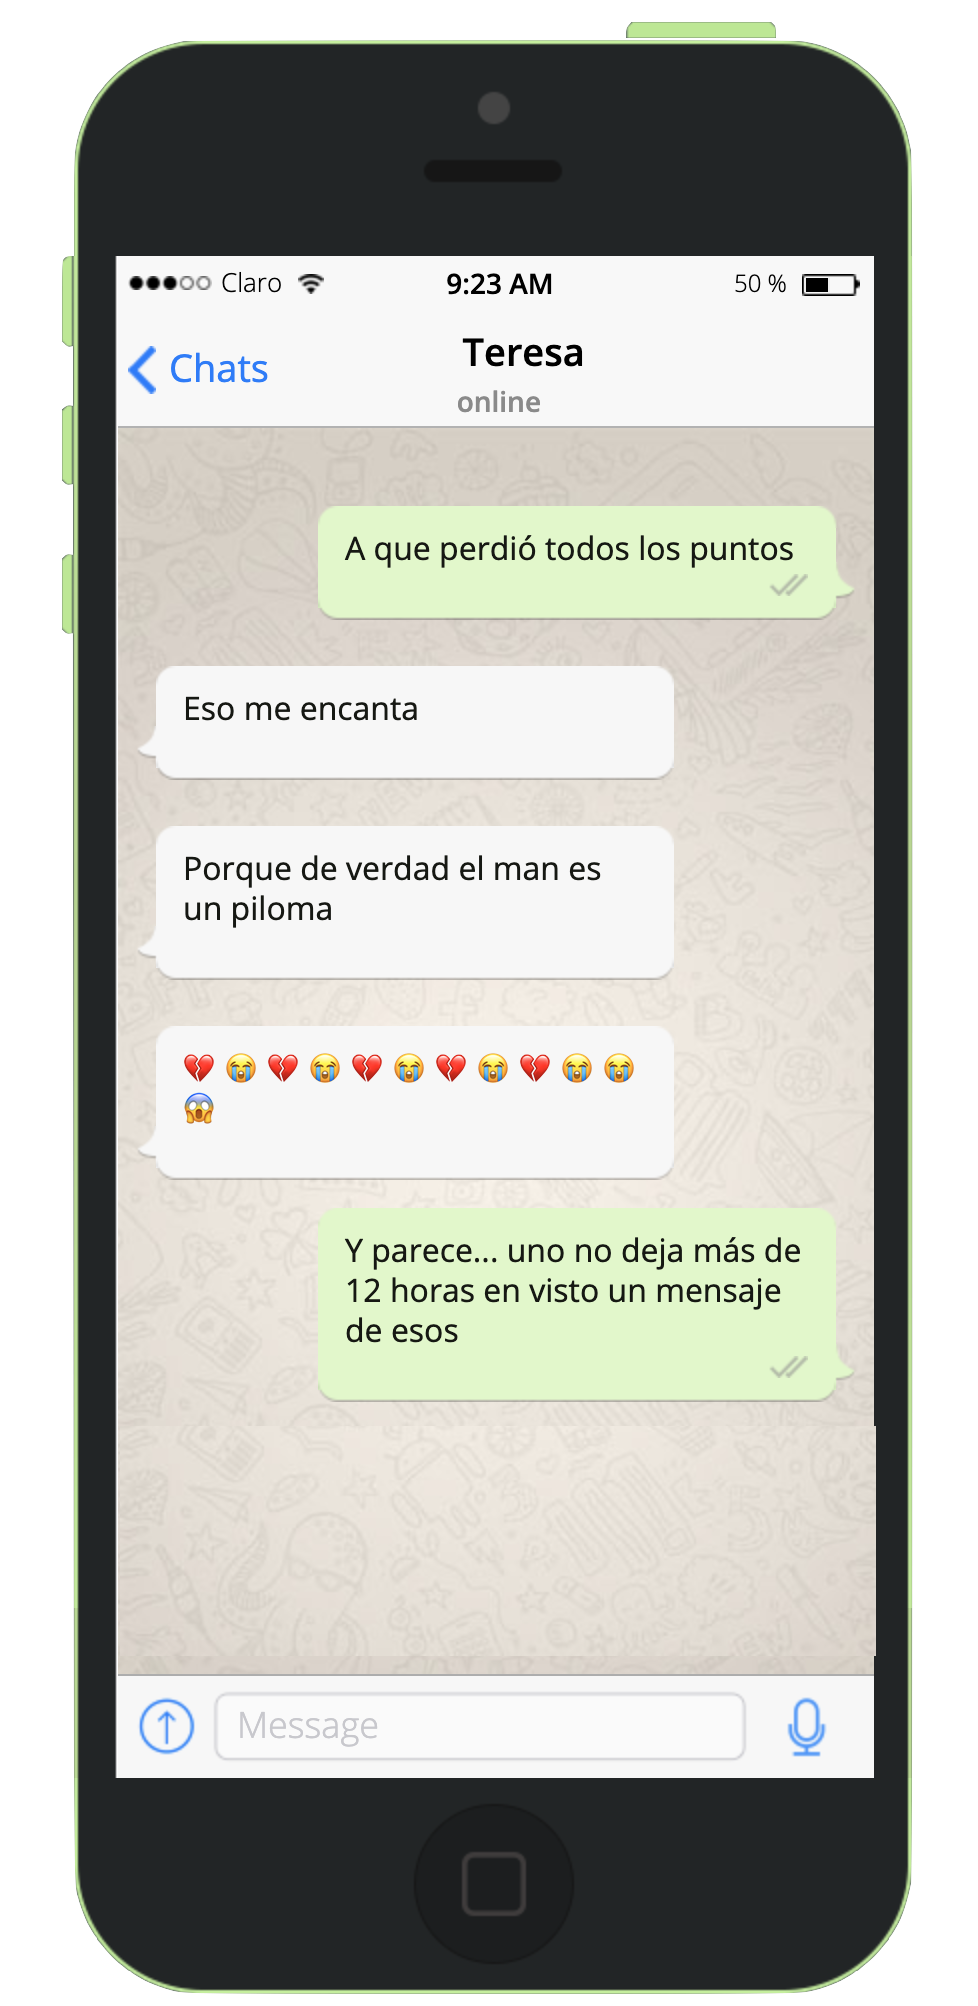 Claro 9:23 AM 50 %
Chats Teresa
online
A que perdió todos los puntos
Eso me encanta
Porque de verdad el man es
un piloma
💔 😭 💔 😭 💔 😭 💔 😭 💔 😭 😭
😱
Y parece... uno no deja más de
12 horas en visto un mensaje
de esos
Message